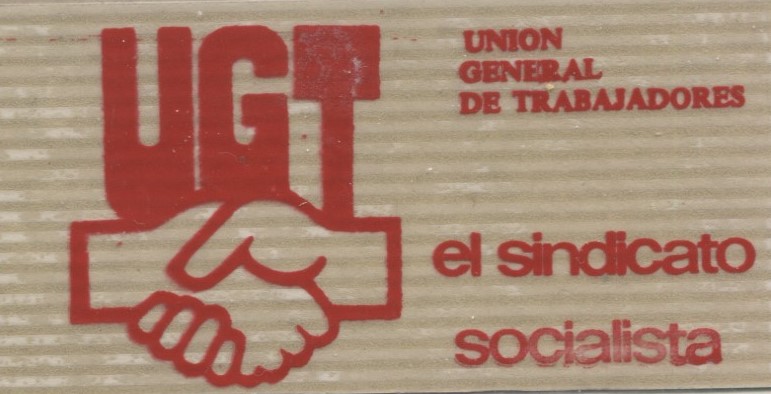 UGT
UNION
GENERAL
DE TRABAJADORES
el sindicato
socialista